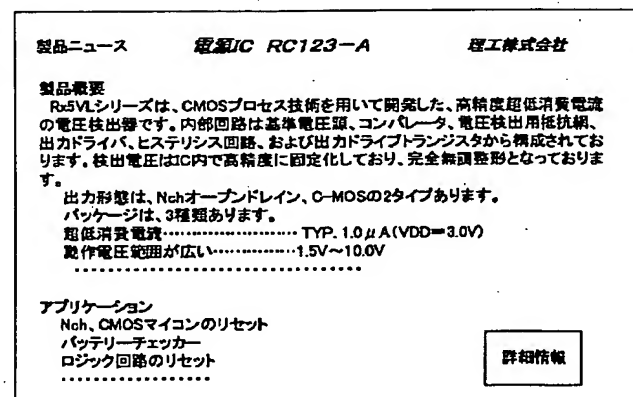 製品ニュース 電源IC RC123-A 理工株式会社
製品概要
Rx5VLシリーズは、CMOSプロセス技術を用いて開発した、高精度超低消費電流
の電圧検出器です。内部回路は基準電圧源、コンパレータ、電圧検出用抵抗網、
出力ドライバ、ヒステリシス回路、および出力ドライブトランジスタから構成されてお
ります。検出電圧はIC内で高精度に固定化しており、完全無調整形となっておりま
す。
出力形態は、Nchオープンドレイン、C-MOSの2タイプあります。
パッケージは、3種類あります。
超低消費電流・・・・・・・・・・・・・・・・ TYP. 1.0μA(VDD=3.0V)
動作電圧範囲が広い・・・・・・・・・・・・・・・1.5V〜10.0V
・・・・・・・・・・・・・・・・・・・・・・・・・・・・・・・・
アプリケーション
Nch、CMOSマイコンのリセット
バッテリーチェッカー
ロジック回路のリセット
・・・・・・・・・・・・・・・・・
詳細情報